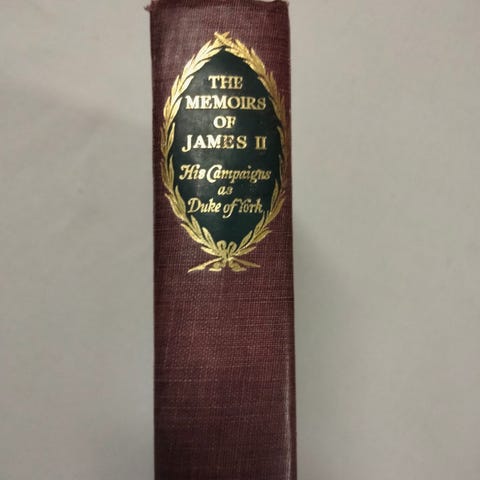 THE
MEMOIRS
OF
JAMES II
His Campaigns
as
Duke of York